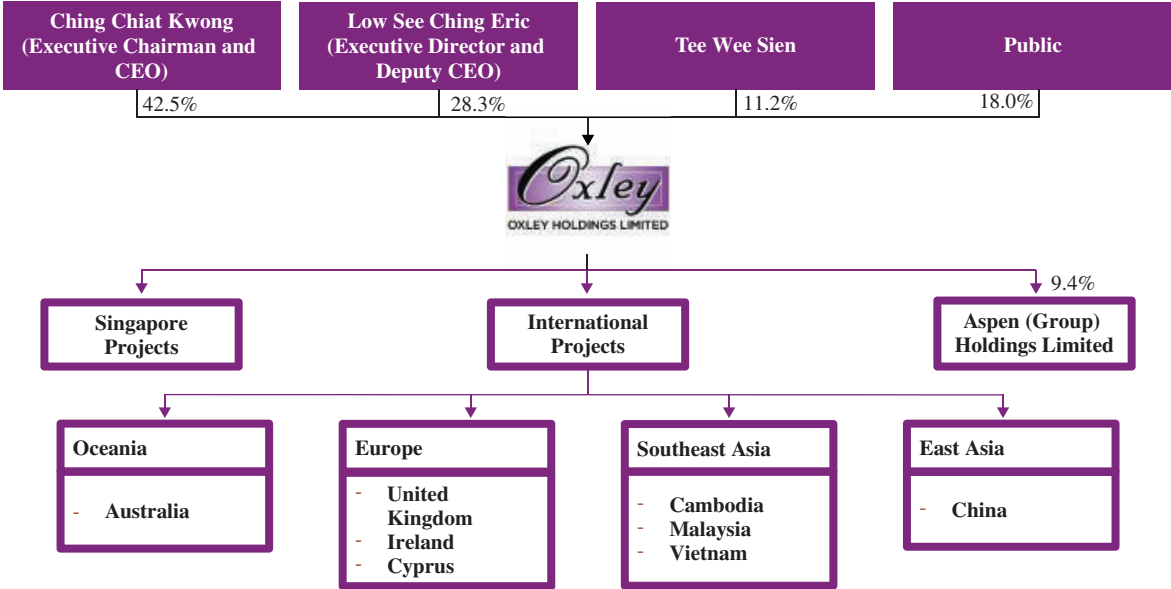 Ching Chiat Kwong
(Executive Chairman and
CEO)
Low See Ching Eric
(Executive Director and
Deputy CEO)
Tee Wee Sien
Public
42.5%
28.3%
11.2%
18.0%
Oxley
OXLEY HOLDINGS LIMITED
9.4%
Singapore
Projects
International
Projects
Aspen (Group)
Holdings Limited
Oceania
- Australia
Europe
- United
Kingdom
- Ireland
- Cyprus
Southeast Asia
- Cambodia
- Malaysia
- Vietnam
East Asia
- China